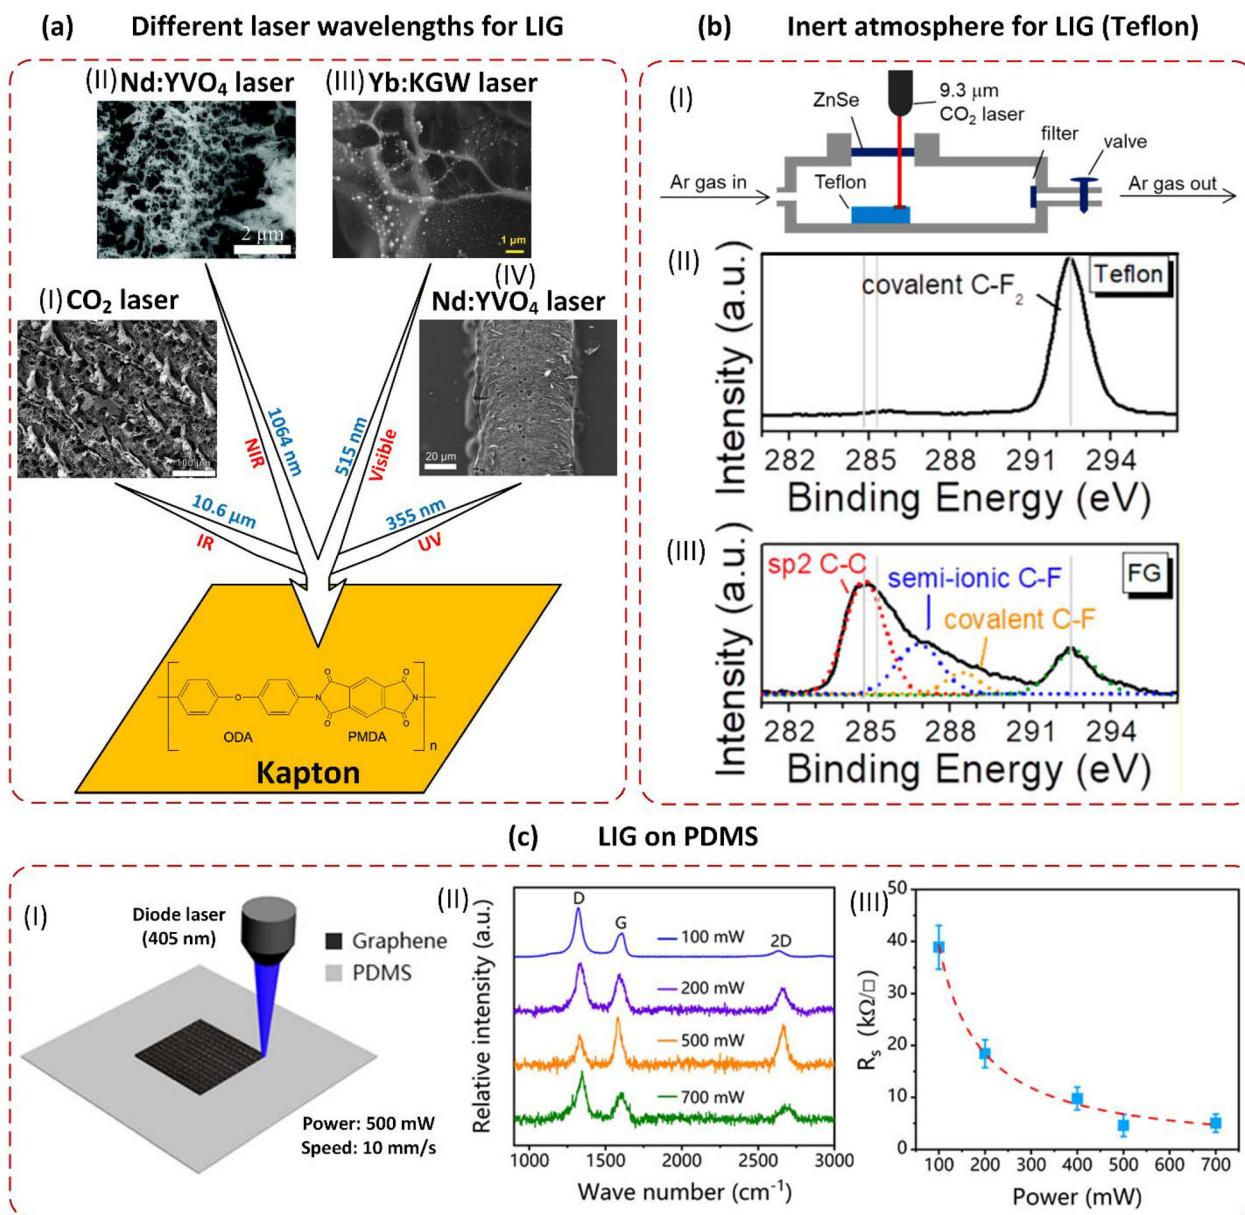 (a) Different laser wavelengths for LIG
(II) Nd:YVO₄ laser
(III) Yb:KGW laser
2 μm
1 μm
(I) CO₂ laser
(IV)
Nd:YVO₄ laser
100 μm
20 μm
1064 nm
NIR
515 nm
Visible
10.6 μm
IR
355 nm
UV
O
N
O
O
O
O
N
n
ODA
PMDA
Kapton
(b) Inert atmosphere for LIG (Teflon)
(I)
ZnSe
9.3 μm
CO₂ laser
filter
valve
Ar gas in
Teflon
Ar gas out
(II)
Intensity (a.u.)
covalent C-F₂
Teflon
282 285 288 291 294
Binding Energy (eV)
(III)
Intensity (a.u.)
sp2 C-C
semi-ionic C-F
covalent C-F
FG
282 285 288 291 294
Binding Energy (eV)
(c) LIG on PDMS
(I)
Diode laser
(405 nm)
Graphene
PDMS
Power: 500 mW
Speed: 10 mm/s
(II)
Relative intensity (a.u.)
D
G
2D
100 mW
200 mW
500 mW
700 mW
1000 1500 2000 2500 3000
Wave number (cm⁻¹)
(III)
Rₛ (kΩ/□)
50
40
30
20
10
0
100 200 300 400 500 600 700
Power (mW)